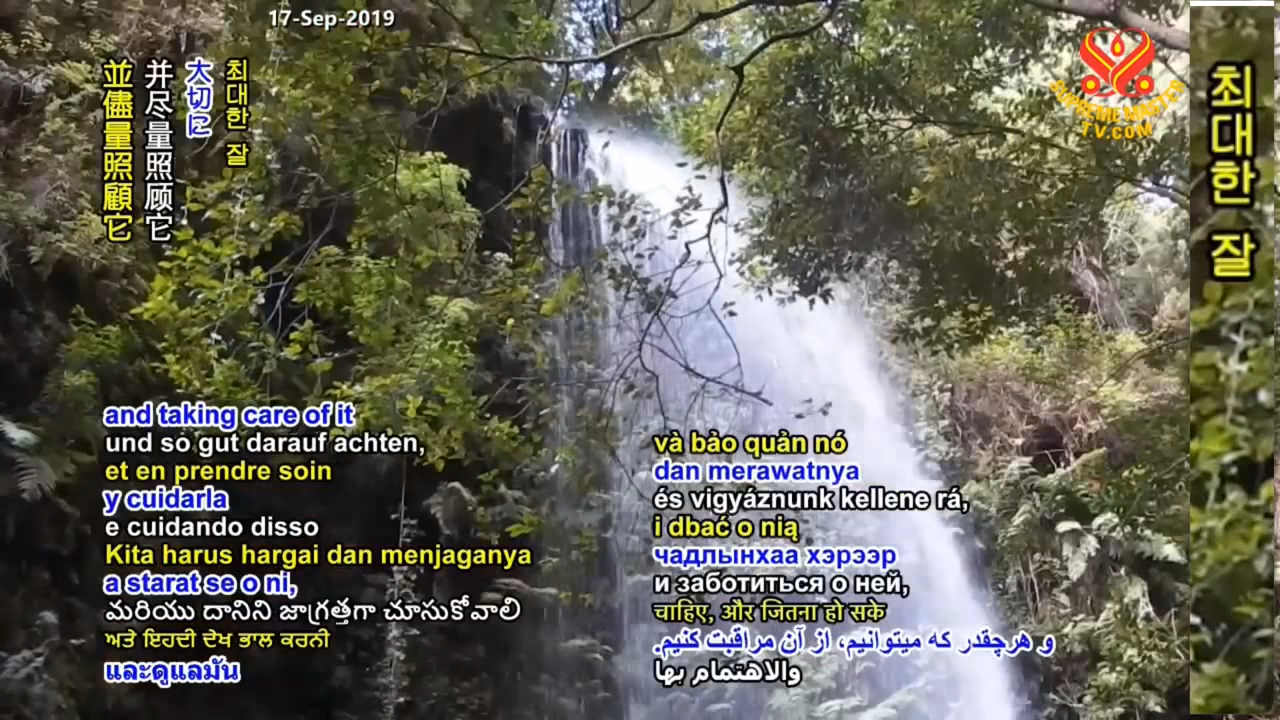 17-Sep-2019
SUPREME MASTER
TV.COM
최대한 잘
최대한 잘
大切に
并尽量照顾它
並儘量照顧它
and taking care of it
und so gut darauf achten,
et en prendre soin
y cuidarla
e cuidando disso
Kita harus hargai dan menjaganya
a starat se o ni,
మరియు దానిని జాగ్రత్తగా చూసుకోవాలి
ਅਤੇ ਇਹਦੀ ਦੇਖ ਭਾਲ ਕਰਨੀ
และดูแลมัน
và bảo quản nó
dan merawatnya
és vigyáznunk kellene rá,
i dbać o nią
чадлынхаа хэрээр
и заботиться о ней,
चाहिए, और जितना हो सके
و هرچقدر که میتوانیم، از آن مراقبت کنیم.
والاهتمام بها